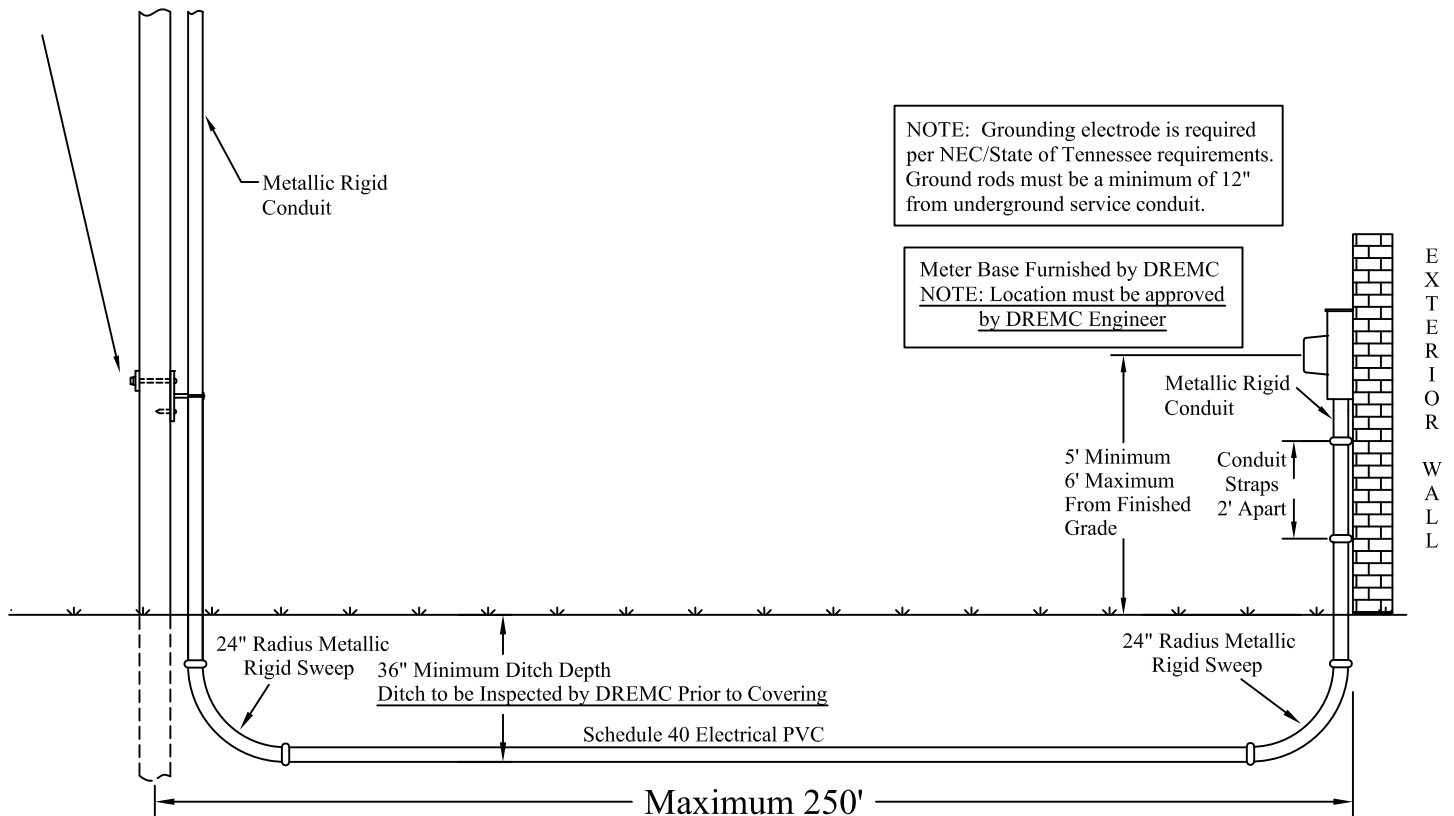 Metallic Rigid
Conduit
NOTE: Grounding electrode is required
per NEC/State of Tennessee requirements.
Ground rods must be a minimum of 12"
from underground service conduit.
Meter Base Furnished by DREMC
NOTE: Location must be approved
by DREMC Engineer
EXTERIOR WALL
Metallic Rigid
Conduit
5' Minimum
6' Maximum
From Finished
Grade
Conduit
Straps
2' Apart
24" Radius Metallic
Rigid Sweep
36" Minimum Ditch Depth
Ditch to be Inspected by DREMC Prior to Covering
24" Radius Metallic
Rigid Sweep
Schedule 40 Electrical PVC
Maximum 250'